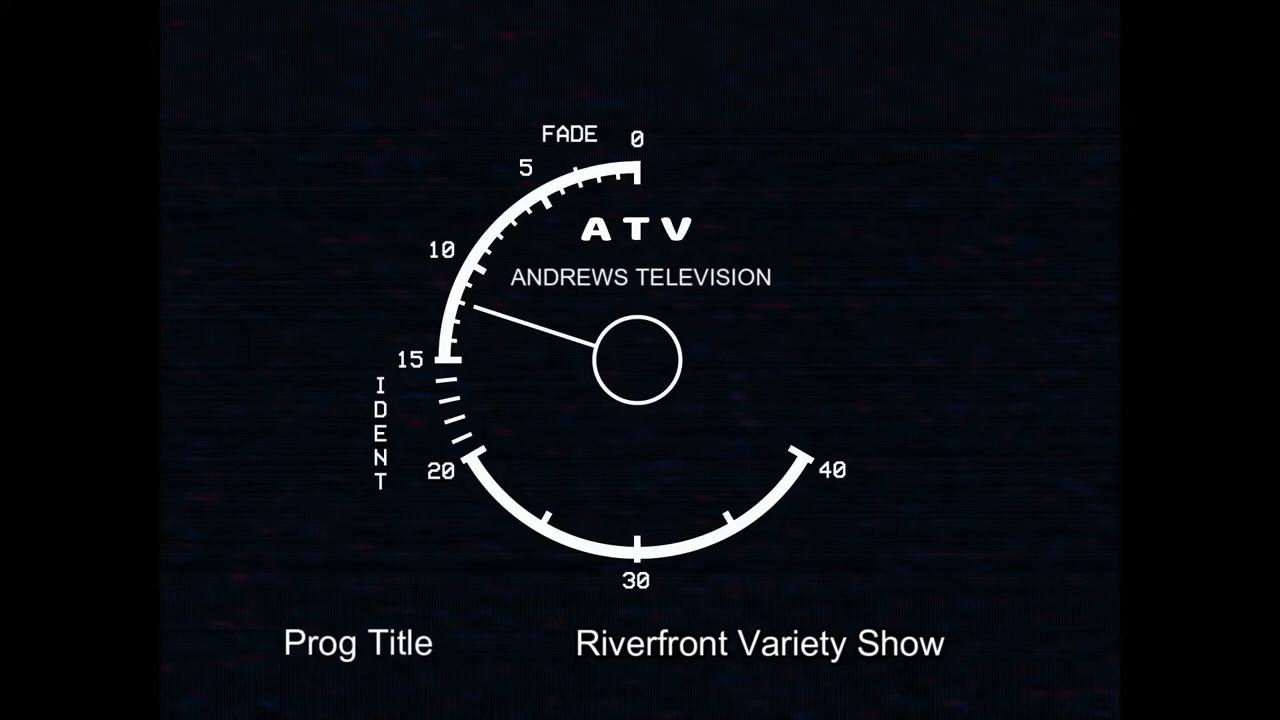 FADE 0
5
ATV
10
ANDREWS TELEVISION
15
IDENT
20
40
30
Prog Title Riverfront Variety Show